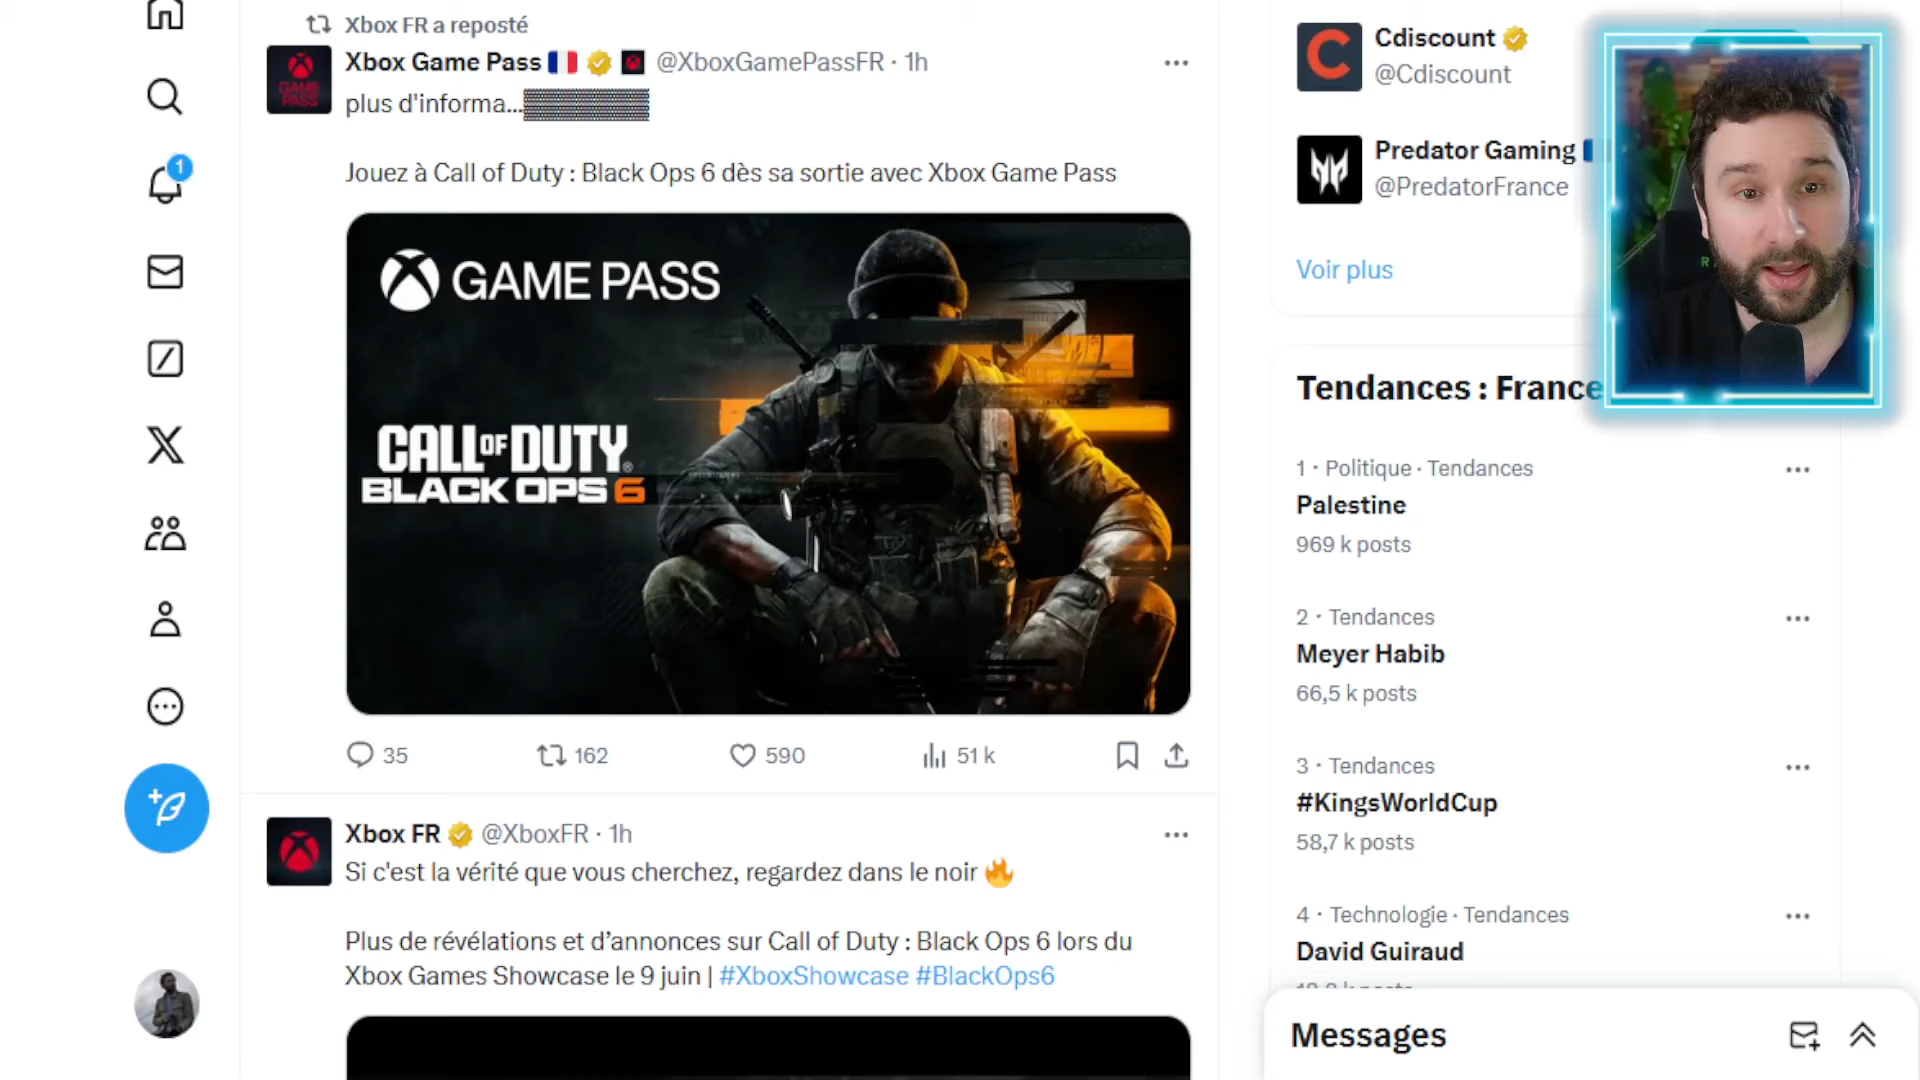 Xbox FR a reposté
Xbox Game Pass @XboxGamePassFR · 1h
GAME PASS
plus d'informa...
Jouez à Call of Duty : Black Ops 6 dès sa sortie avec Xbox Game Pass
GAME PASS
CALL OF DUTY
BLACK OPS 6
35
162
590
51 k
Xbox FR @XboxFR · 1h
Si c'est la vérité que vous cherchez, regardez dans le noir
Plus de révélations et d’annonces sur Call of Duty : Black Ops 6 lors du
Xbox Games Showcase le 9 juin | #XboxShowcase #BlackOps6
1
Cdiscount
@Cdiscount
Predator Gaming
@PredatorFrance
Voir plus
Tendances : France
1 · Politique · Tendances
Palestine
969 k posts
2 · Tendances
Meyer Habib
66,5 k posts
3 · Tendances
#KingsWorldCup
58,7 k posts
4 · Technologie · Tendances
David Guiraud
Messages